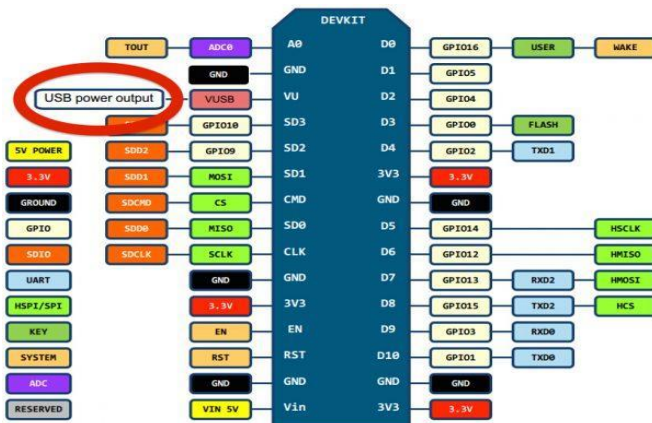 DEVKIT
TOUT ADC0 A0 D0 GPIO16 USER WAKE
GND GND D1 GPIO5
USB power output VUSB VU D2 GPIO4
GPIO10 SD3 D3 GPIO0 FLASH
5V POWER SDD2 GPIO9 SD2 D4 GPIO2 TXD1
3.3V SDD1 MOSI SD1 3V3 3.3V
GROUND SDCMD CS CMD GND GND
GPIO SDD0 MISO SD0 D5 GPIO14 HSCLK
SDIO SDCLK SCLK CLK D6 GPIO12 HMISO
UART GND GND D7 GPIO13 RXD2 HMOSI
HSPI/SPI 3.3V 3V3 D8 GPIO15 TXD2 HCS
KEY EN EN D9 GPIO3 RXD0
SYSTEM RST RST D10 GPIO1 TXD0
ADC GND GND GND GND
RESERVED VIN 5V Vin 3V3 3.3V